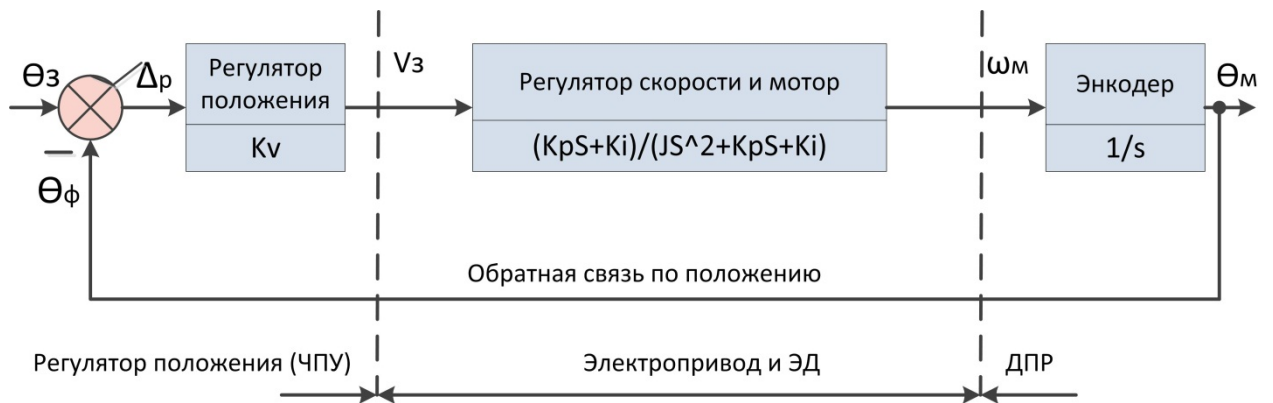 ϴз
Δр
Регулятор
положения
Kv
Vз
Регулятор скорости и мотор
(KpS+Ki)/(JS^2+KpS+Ki)
ωм
Энкодер
1/s
ϴм
ϴф
Обратная связь по положению
Регулятор положения (ЧПУ)
Электропривод и ЭД
ДПР